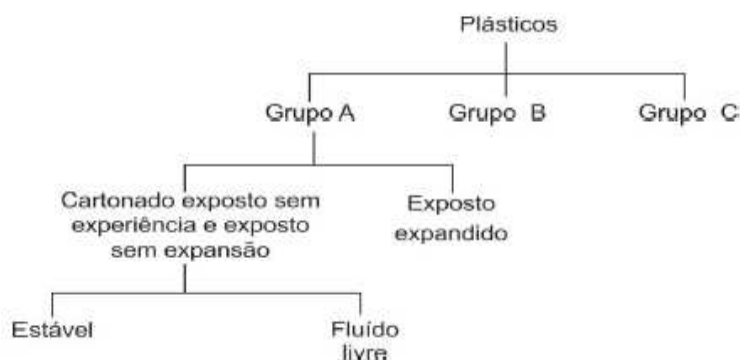 Plásticos
Grupo A
Grupo B
Grupo C
Cartonado exposto sem
experiência e exposto
sem expansão
Exposto
expandido
Estável
Fluído
livre